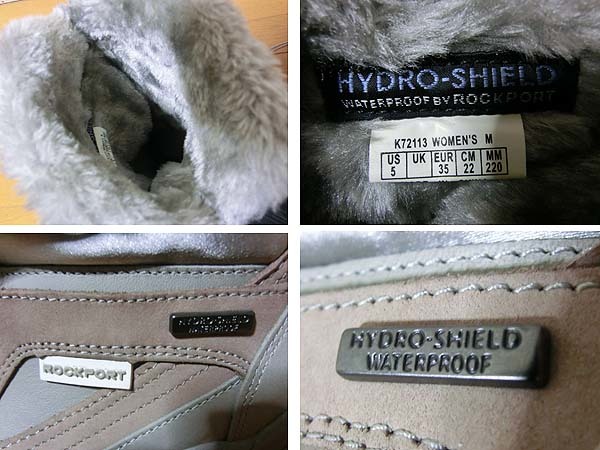 HYDRO-SHIELD
WATERPROOF BY ROCKPORT
K72113 WOMEN'S M
US UK EUR CM MM
5 35 22 220
HYDRO-SHIELD
WATERPROOF
ROCKPORT
HYDRO-SHIELD
WATERPROOF